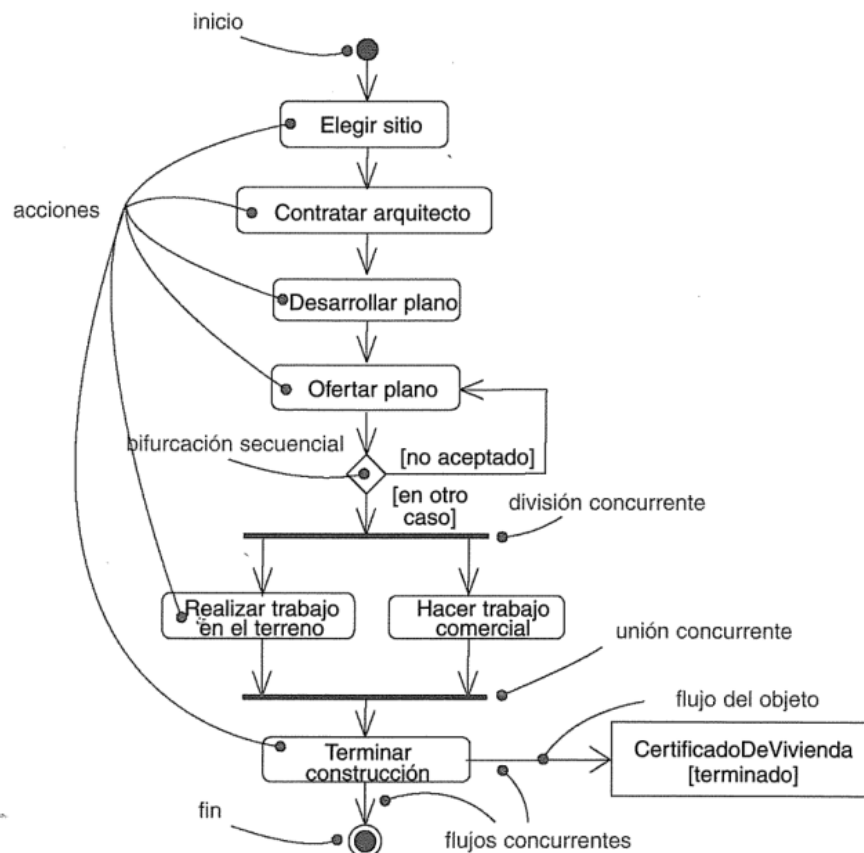 inicio
Elegir sitio
acciones
Contratar arquitecto
Desarrollar plano
Ofertar plano
bifurcación secuencial
[no aceptado]
[en otro
caso]
división concurrente
Realizar trabajo
en el terreno
Hacer trabajo
comercial
unión concurrente
flujo del objeto
Terminar
construcción
CertificadoDeVivienda
[terminado]
fin
flujos concurrentes